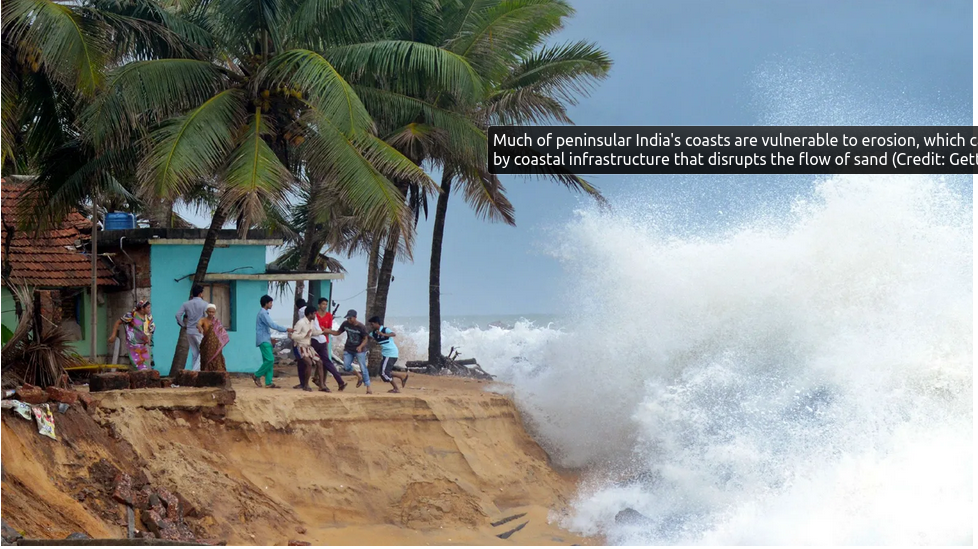 Much of peninsular India's coasts are vulnerable to erosion, which
by coastal infrastructure that disrupts the flow of sand (Credit: